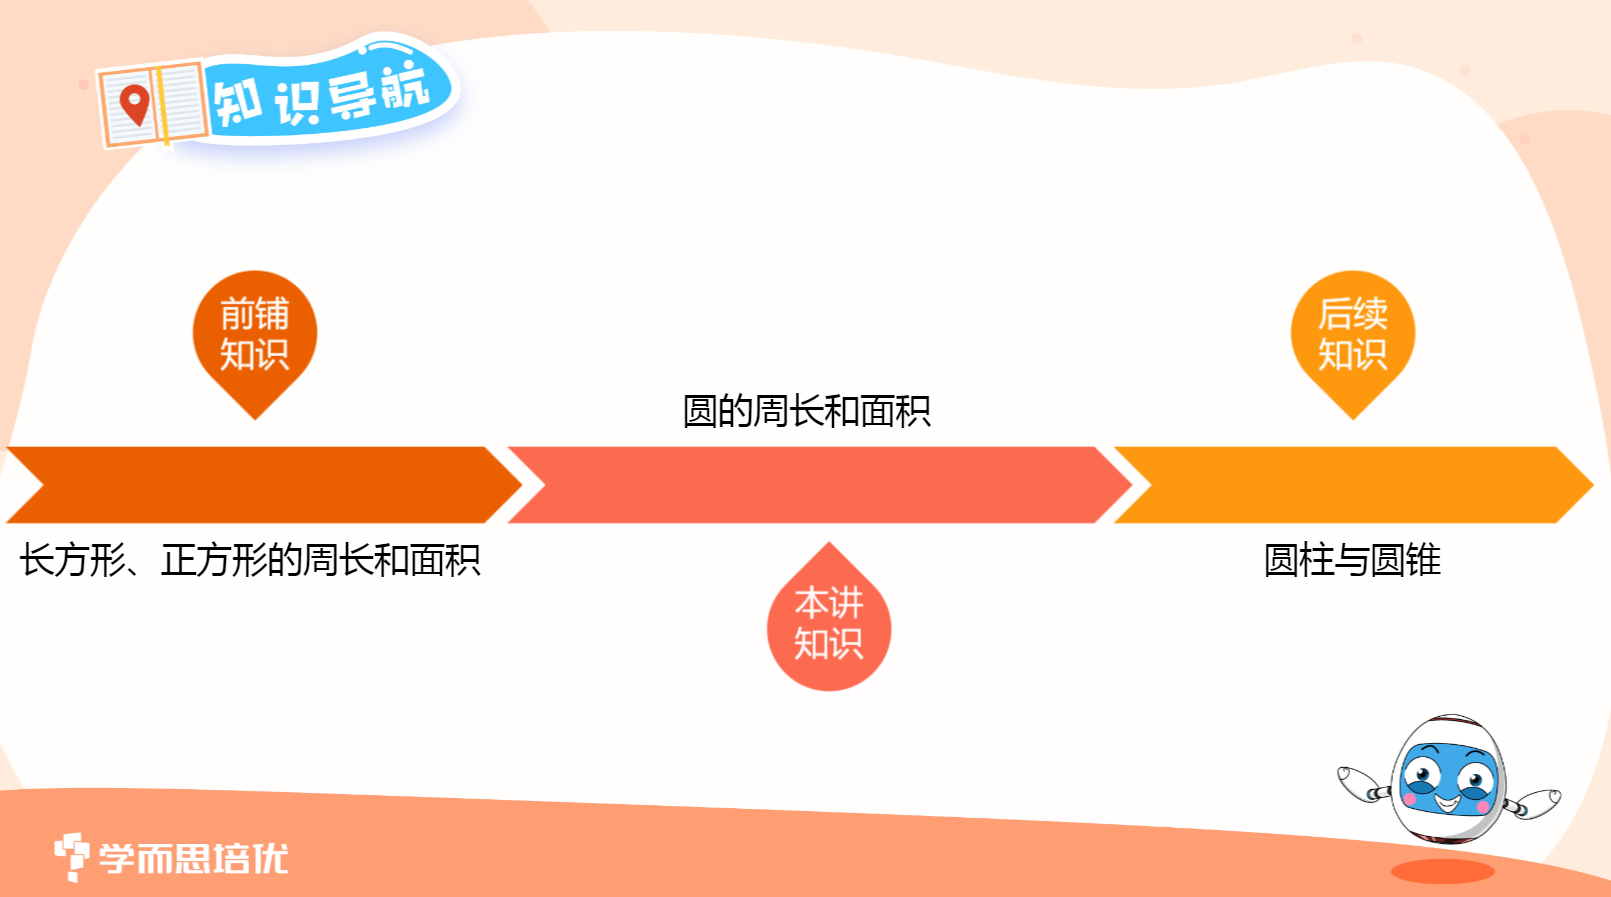 知识导航
前铺
知识
后续
知识
圆的周长和面积
长方形、正方形的周长和面积
圆柱与圆锥
本讲
知识
学而思培优